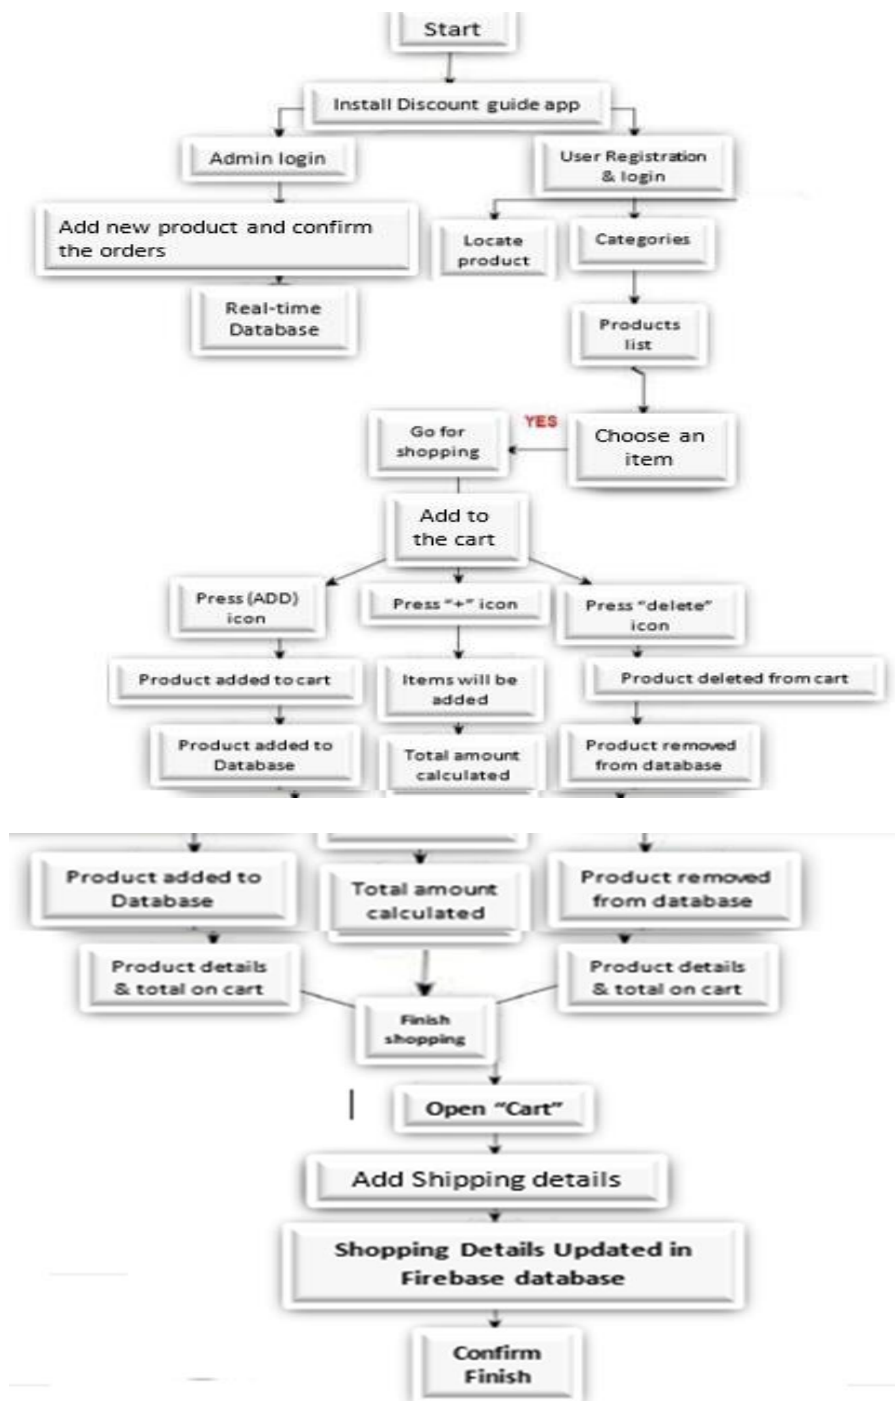 Start
Install Discount guide app
Admin login
User Registration
& login
Add new product and confirm
the orders
Locate
product
Categories
Real-time
Database
Products
list
YES
Go for
shopping
Choose an
item
Add to
the cart
Press (ADD)
icon
Press “+” icon
Press “delete”
icon
Product added to cart
Items will be
added
Product deleted from cart
Product added to
Database
Total amount
calculated
Product removed
from database
Product added to
Database
Total amount
calculated
Product removed
from database
Product details
& total on cart
Product details
& total on cart
Finish
shopping
Open “Cart”
Add Shipping details
Shopping Details Updated in
Firebase database
Confirm
Finish